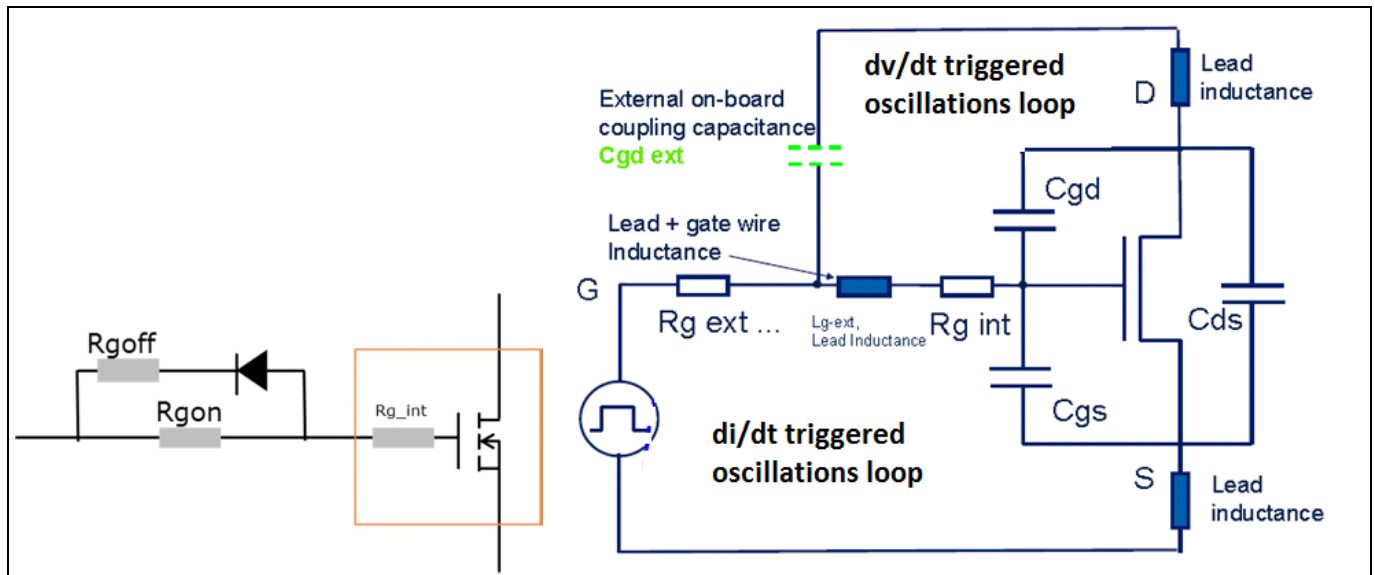 Rgoff
Rgon
Rg_int
dv/dt triggered
oscillations loop
External on-board
coupling capacitance
Cgd ext
D
Lead
inductance
Cgd
Lead + gate wire
Inductance
G
Rg ext ...
Lg-ext,
Lead Inductance
Rg int
Cds
Cgs
di/dt triggered
oscillations loop
S
Lead
inductance